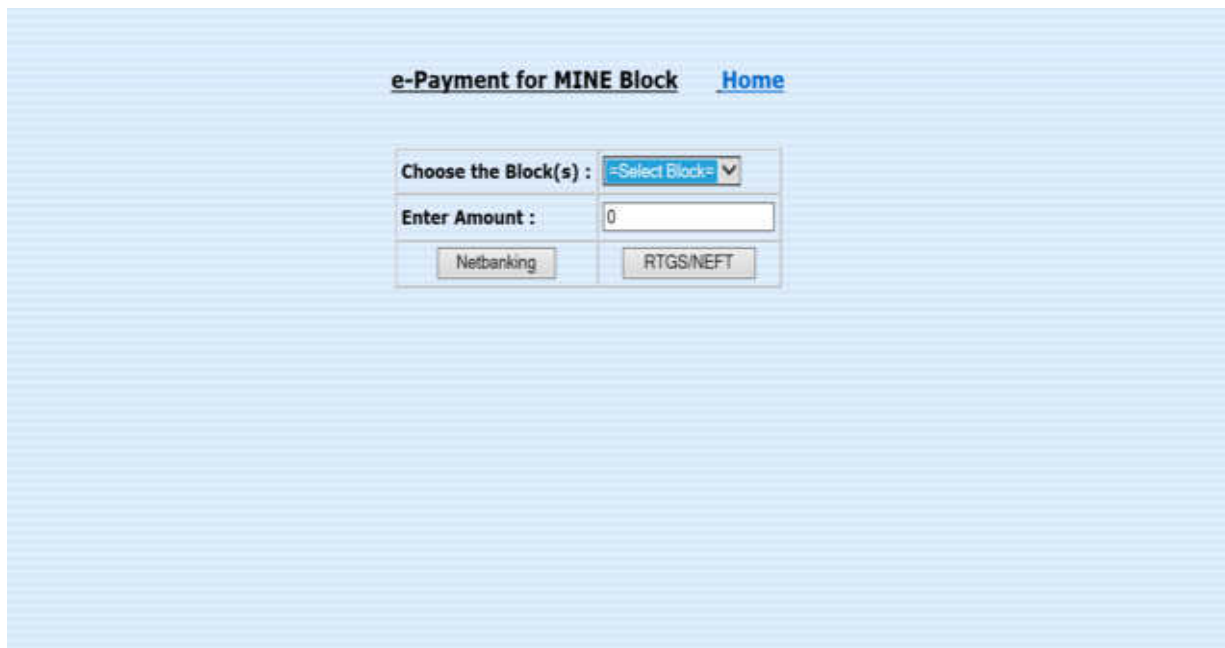 e-Payment for MINE Block Home
Choose the Block(s) : =Select Block=
Enter Amount : 0
Netbanking RTGS/NEFT